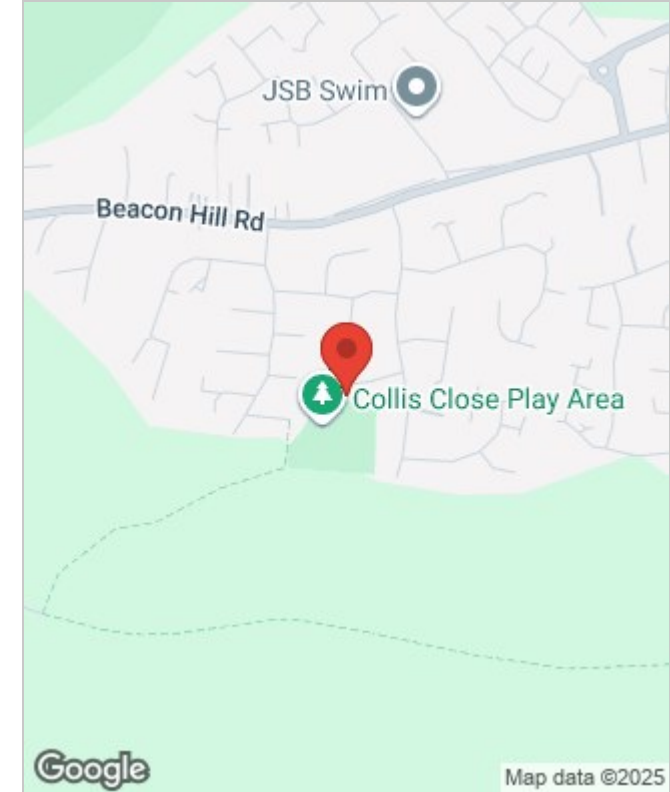 JSB Swim
Beacon Hill Rd
Collis Close Play Area
Google
Map data ©2025